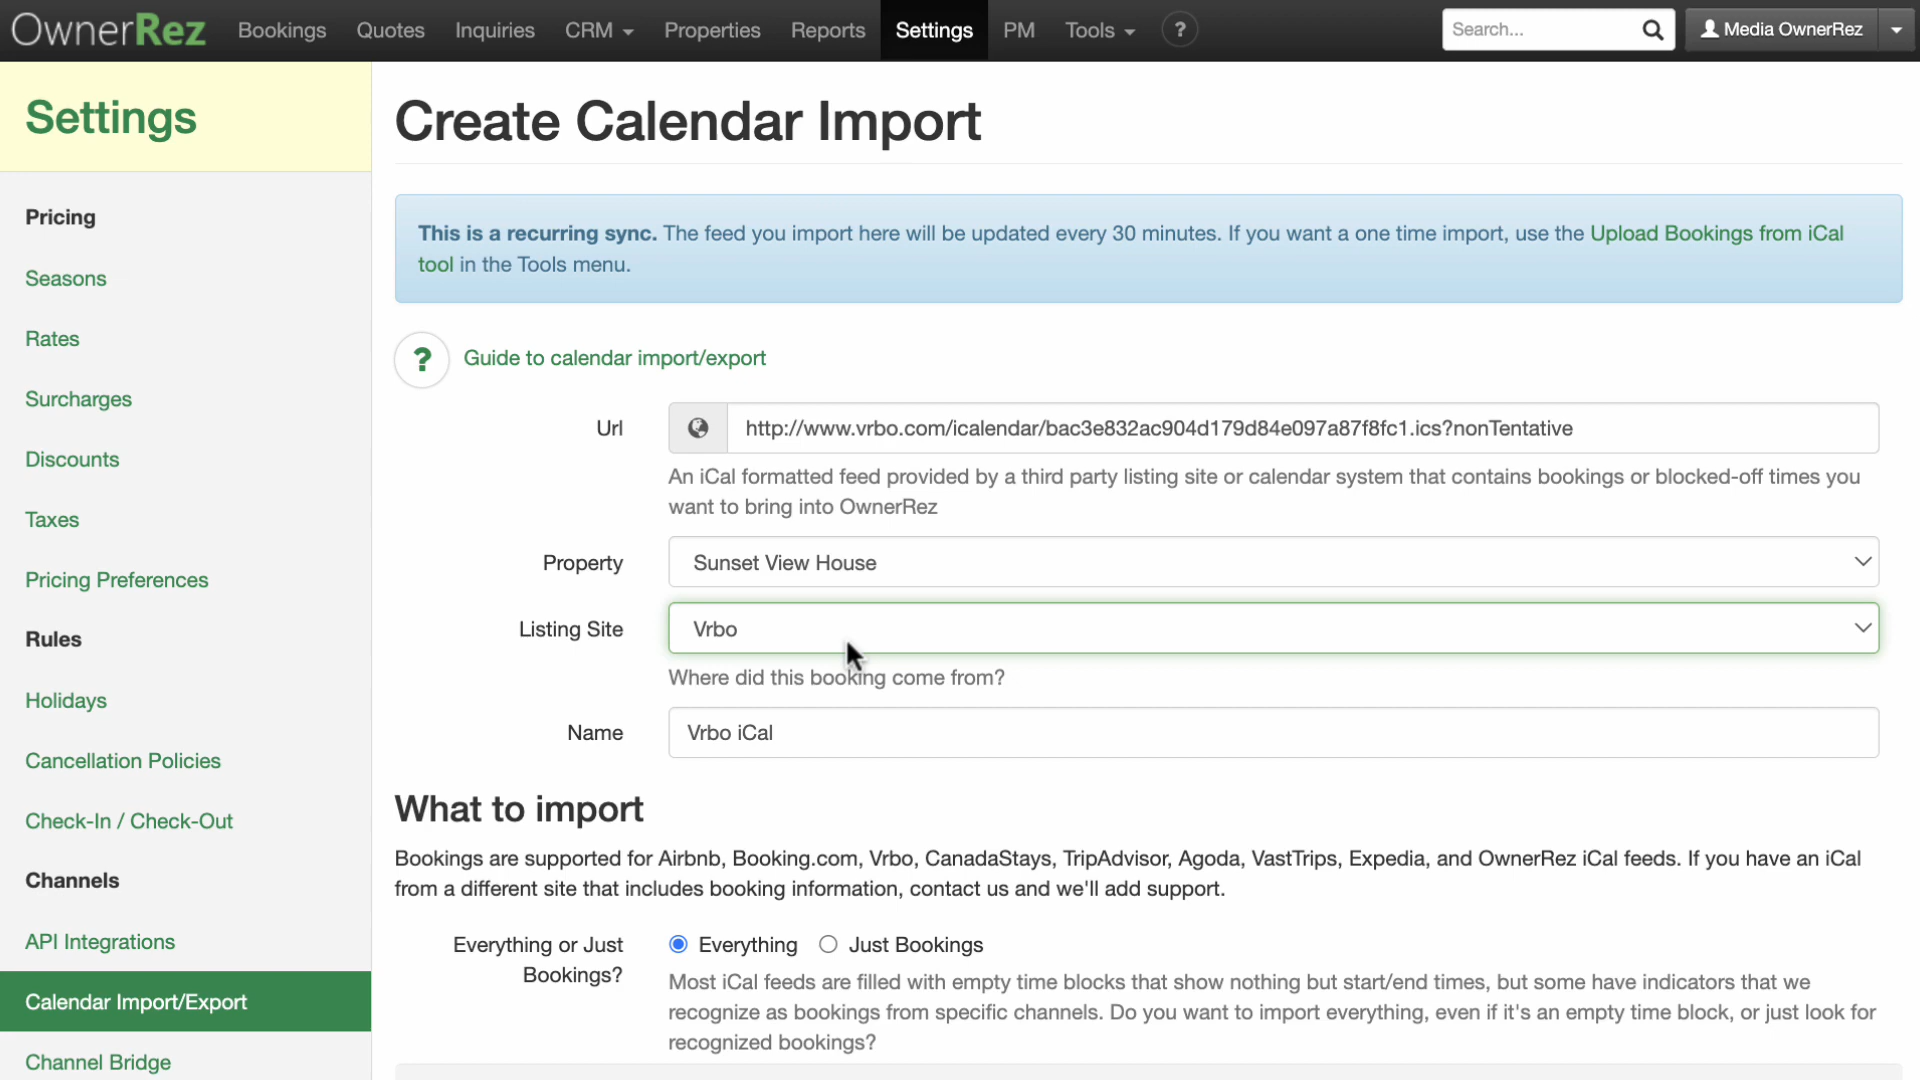 OwnerRez Bookings Quotes Inquiries CRM Properties Reports Settings PM Tools ? Search... Media OwnerRez
Settings
Pricing
Seasons
Rates
Surcharges
Discounts
Taxes
Pricing Preferences
Rules
Holidays
Cancellation Policies
Check-In / Check-Out
Channels
API Integrations
Calendar Import/Export
Channel Bridge
Create Calendar Import
This is a recurring sync. The feed you import here will be updated every 30 minutes. If you want a one time import, use the Upload Bookings from iCal
tool in the Tools menu.
? Guide to calendar import/export
Url http://www.vrbo.com/icalendar/bac3e832ac904d179d84e097a87f8fc1.ics?nonTentative
An iCal formatted feed provided by a third party listing site or calendar system that contains bookings or blocked-off times you
want to bring into OwnerRez
Property Sunset View House
Listing Site Vrbo
Where did this booking come from?
Name Vrbo iCal
What to import
Bookings are supported for Airbnb, Booking.com, Vrbo, CanadaStays, TripAdvisor, Agoda, VastTrips, Expedia, and OwnerRez iCal feeds. If you have an iCal
from a different site that includes booking information, contact us and we'll add support.
Everything or Just
Bookings?
Everything Just Bookings
Most iCal feeds are filled with empty time blocks that show nothing but start/end times, but some have indicators that we
recognize as bookings from specific channels. Do you want to import everything, even if it's an empty time block, or just look for
recognized bookings?